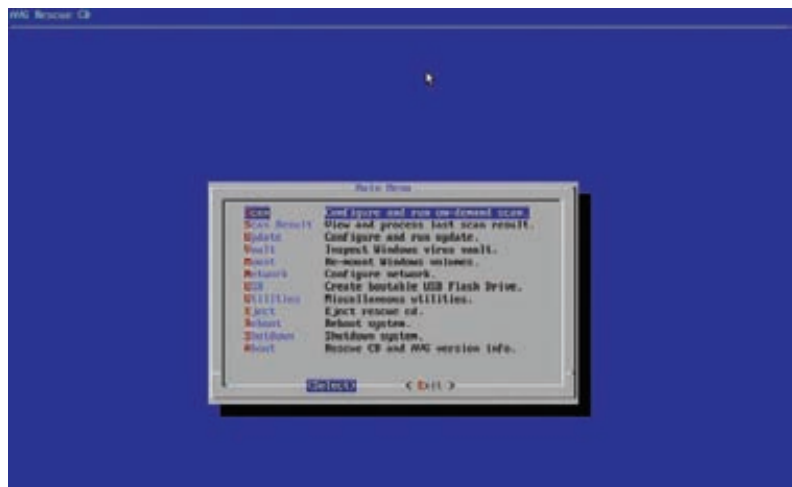 AVG Rescue CD
Main Menu
Scan Configure and run on-demand scan.
Scan Result View and process last scan result.
Update Configure and run update.
Vault Inspect Windows virus vault.
Mount Re-mount Windows volumes.
Network Configure network.
USB Create bootable USB Flash Drive.
Utilities Miscellaneous utilities.
Eject Eject rescue cd.
Reboot Reboot system.
Shutdown Shutdown system.
About Rescue CD and AVG version info.
<Select> < Exit >